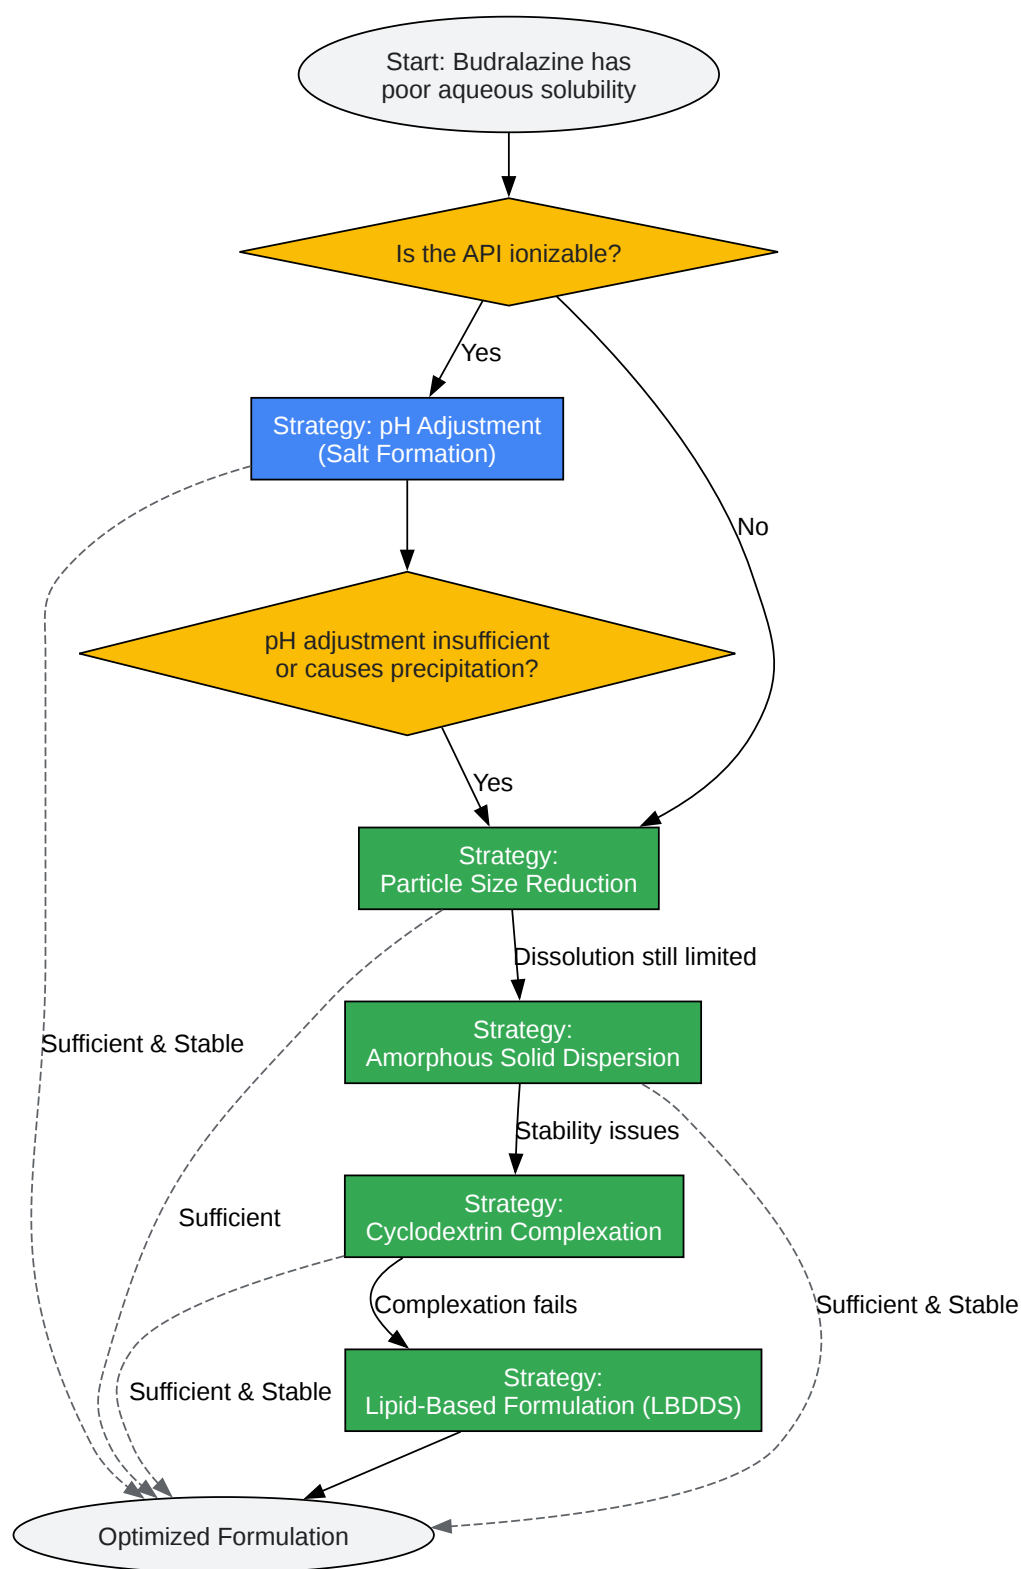 Start: Budralazine has
poor aqueous solubility
Is the API ionizable?
Yes
Strategy: pH Adjustment
(Salt Formation)
No
pH adjustment insufficient
or causes precipitation?
Yes
Strategy:
Particle Size Reduction
Dissolution still limited
Strategy:
Amorphous Solid Dispersion
Sufficient & Stable
Stability issues
Strategy:
Cyclodextrin Complexation
Sufficient
Complexation fails
Sufficient & Stable
Strategy:
Lipid-Based Formulation (LBDDS)
Sufficient & Stable
Optimized Formulation